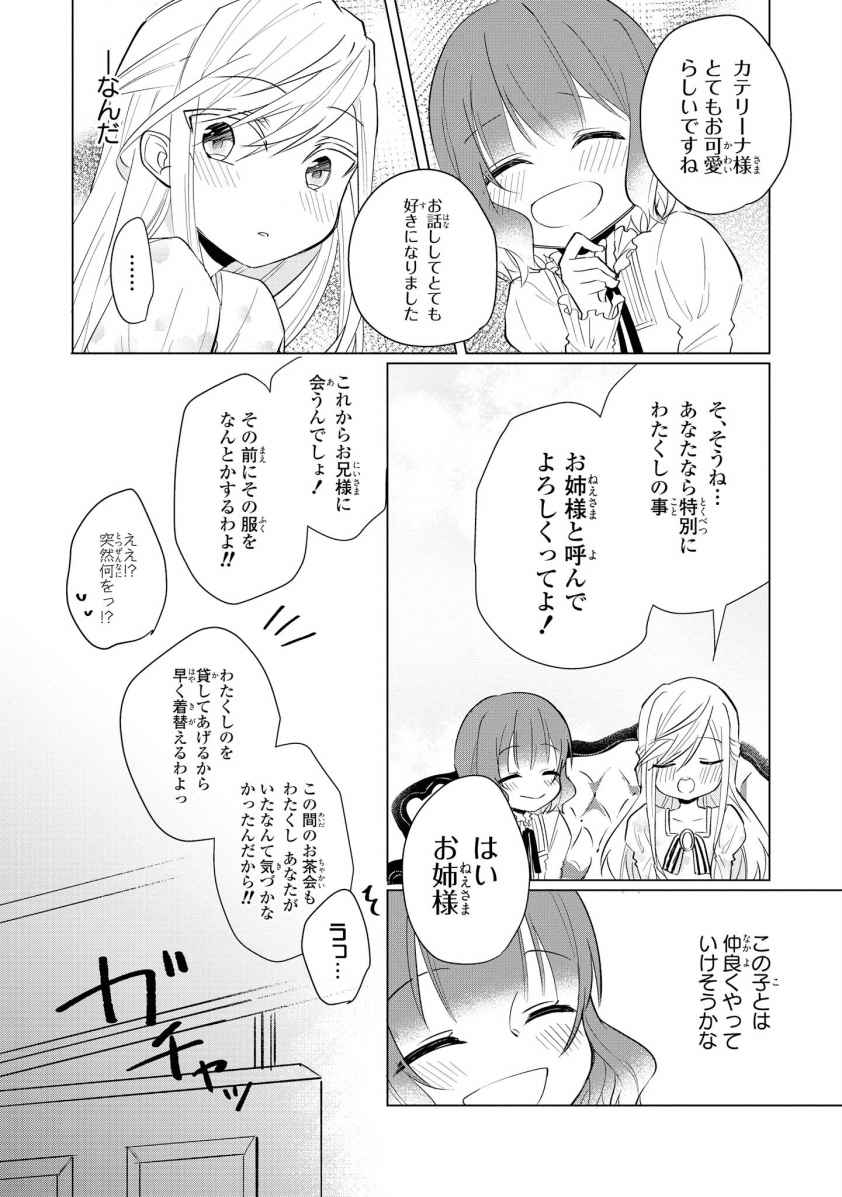 カテリーナ様
とてもお可愛
らしいですね
お話ししてとても
好きになりました
……
ーなんだ
そ、そうね…
あなたなら特別に
わたくしの事
お姉様と呼んで
よろしくってよ！
はい
お姉様
この子とは
仲良くやって
いけそうかな
これからお兄様に
会うんでしょ！
その前にその服を
なんとかするわよ!!
ええ!?
突然何をっ!?
わたくしのを
貸してあげるから
早く着替えるわよっ
この間のお茶会も
わたくし あなたが
いたなんて気づかな
かったんだから!!
ラコ…
ガチャッ